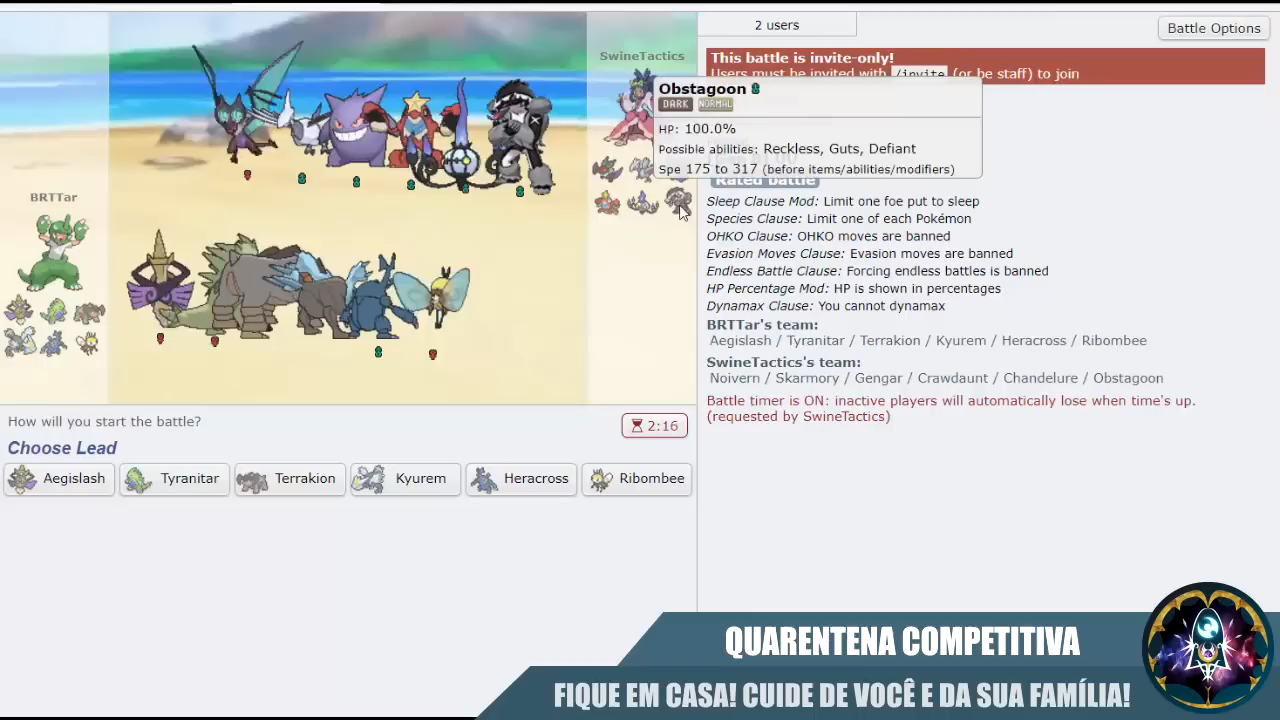 2 users
Battle Options
SwineTactics
This battle is invite-only!
Users must be invited with /invite (or be staff) to join
Obstagoon
DARK NORMAL
HP: 100.0%
Possible abilities: Reckless, Guts, Defiant
Spe 175 to 317 (before items/abilities/modifiers)
Rated battle
BRTTar
Sleep Clause Mod: Limit one foe put to sleep
Species Clause: Limit one of each Pokémon
OHKO Clause: OHKO moves are banned
Evasion Moves Clause: Evasion moves are banned
Endless Battle Clause: Forcing endless battles is banned
HP Percentage Mod: HP is shown in percentages
Dynamax Clause: You cannot dynamax
BRTTar's team:
Aegislash / Tyranitar / Terrakion / Kyurem / Heracross / Ribombee
SwineTactics's team:
Noivern / Skarmory / Gengar / Crawdaunt / Chandelure / Obstagoon
Battle timer is ON: inactive players will automatically lose when time's up.
(requested by SwineTactics)
How will you start the battle?
2:16
Choose Lead
Aegislash
Tyranitar
Terrakion
Kyurem
Heracross
Ribombee
QUARENTENA COMPETITIVA
FIQUE EM CASA! CUIDE DE VOCÊ E DA SUA FAMÍLIA!